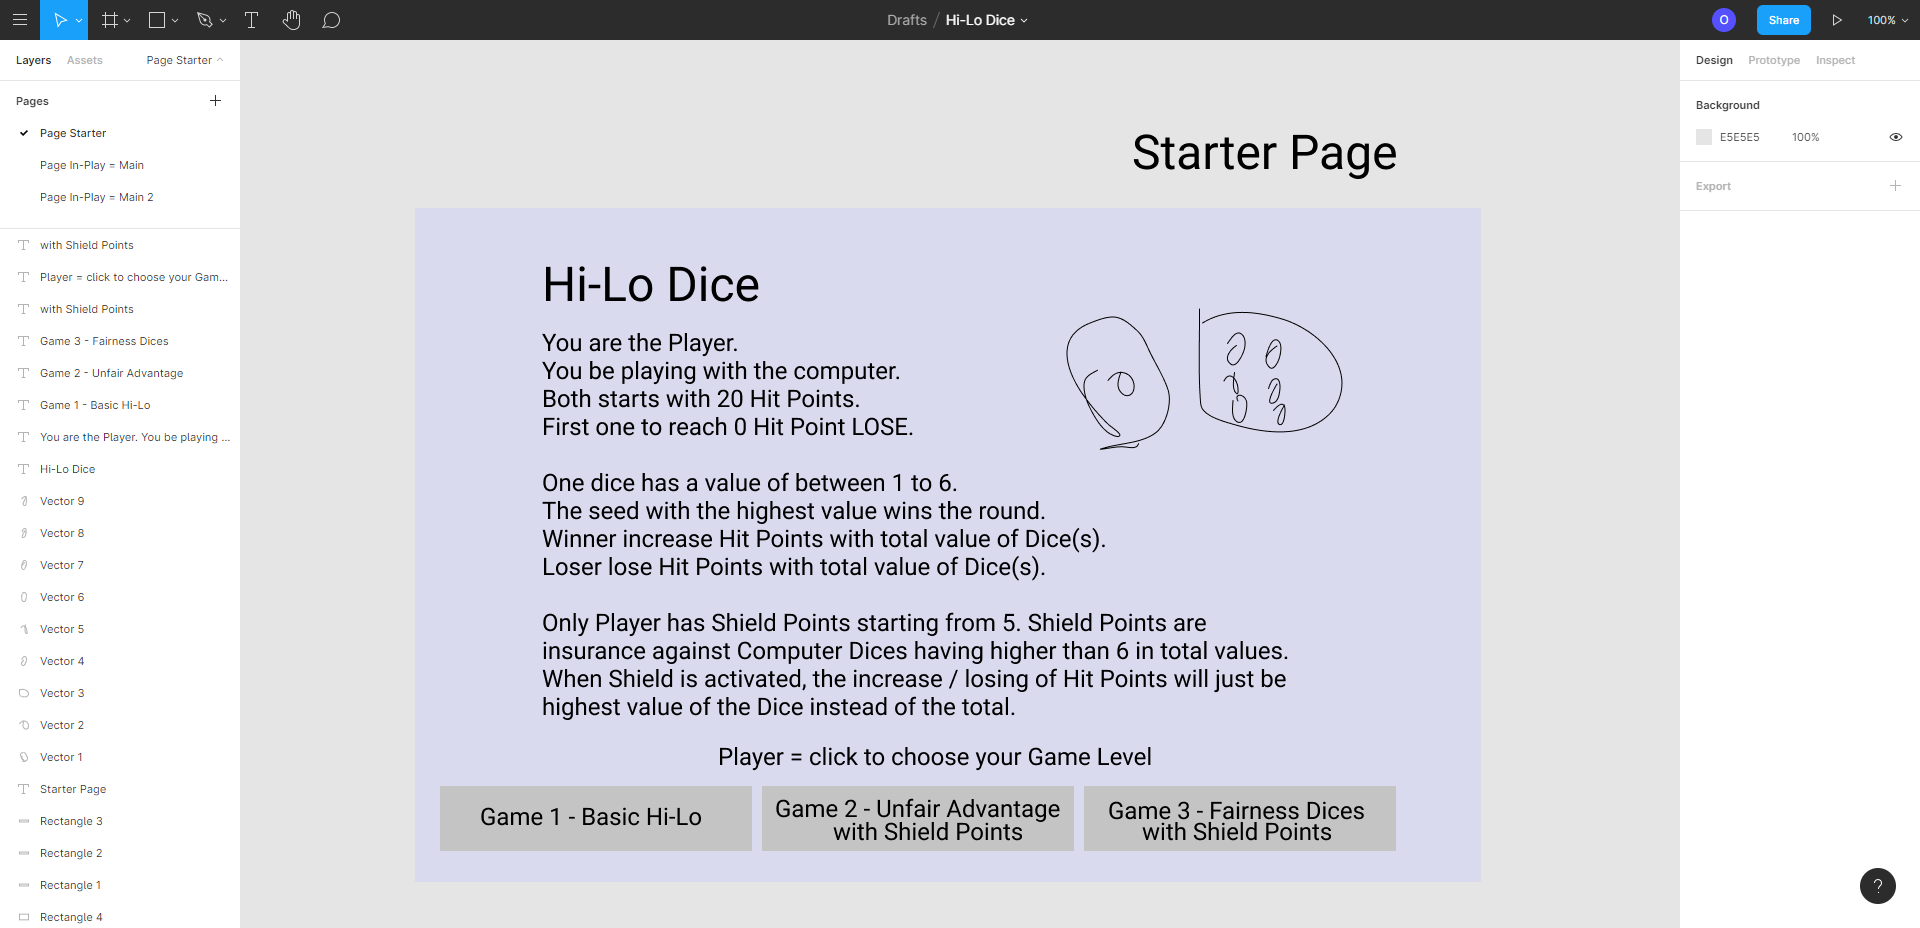 Drafts / Hi-Lo Dice
O
Share
100%
Layers
Assets
Page Starter
Design
Prototype
Inspect
Pages
Page Starter
Page In-Play = Main
Page In-Play = Main 2
with Shield Points
Player = click to choose your Gam...
with Shield Points
Game 3 - Fairness Dices
Game 2 - Unfair Advantage
Game 1 - Basic Hi-Lo
You are the Player. You be playing ...
Hi-Lo Dice
Vector 9
Vector 8
Vector 7
Vector 6
Vector 5
Vector 4
Vector 3
Vector 2
Vector 1
Starter Page
Rectangle 3
Rectangle 2
Rectangle 1
Rectangle 4
Starter Page
Hi-Lo Dice
You are the Player.
You be playing with the computer.
Both starts with 20 Hit Points.
First one to reach 0 Hit Point LOSE.
One dice has a value of between 1 to 6.
The seed with the highest value wins the round.
Winner increase Hit Points with total value of Dice(s).
Loser lose Hit Points with total value of Dice(s).
Only Player has Shield Points starting from 5. Shield Points are
insurance against Computer Dices having higher than 6 in total values.
When Shield is activated, the increase / losing of Hit Points will just be
highest value of the Dice instead of the total.
Player = click to choose your Game Level
Game 1 - Basic Hi-Lo
Game 2 - Unfair Advantage
with Shield Points
Game 3 - Fairness Dices
with Shield Points
Background
E5E5E5
100%
Export
?